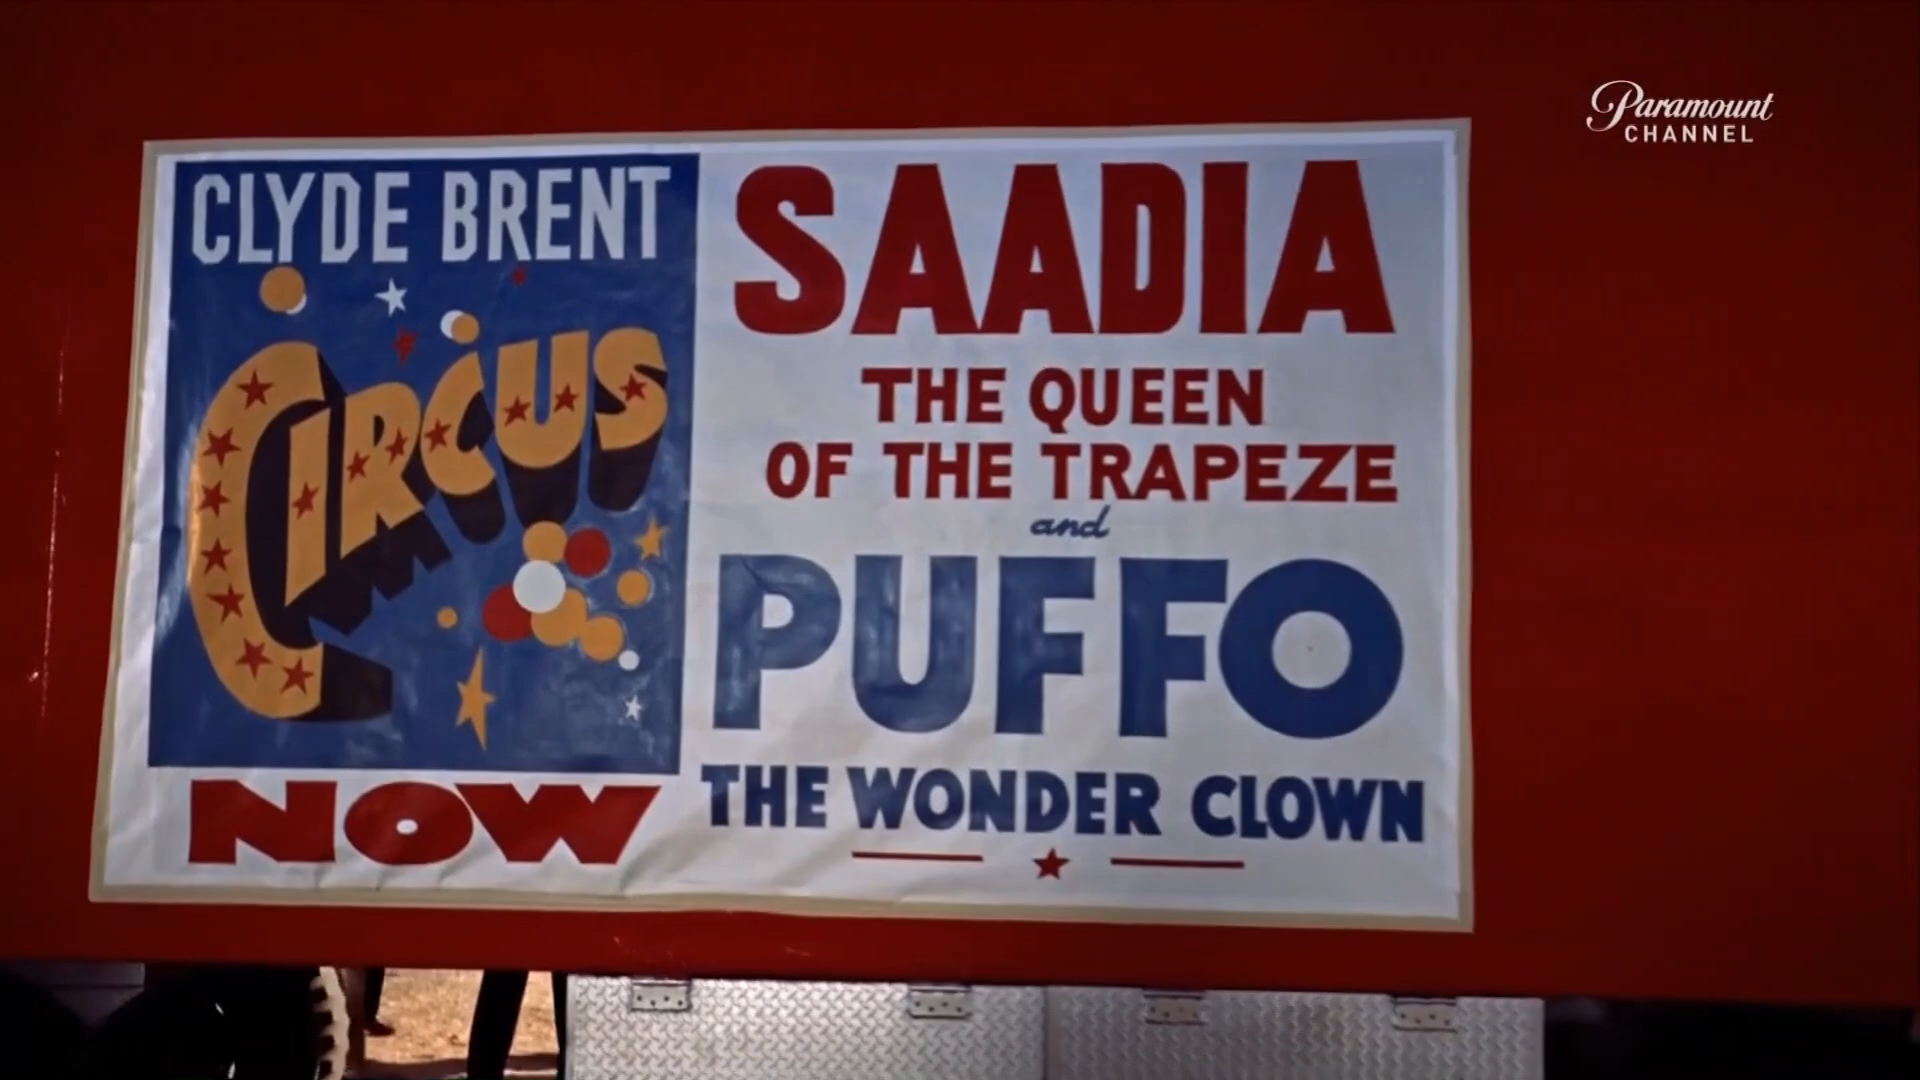 Paramount
CHANNEL
CLYDE BRENT
CIRCUS
NOW
SAADIA
THE QUEEN
OF THE TRAPEZE
and
PUFFO
THE WONDER CLOWN